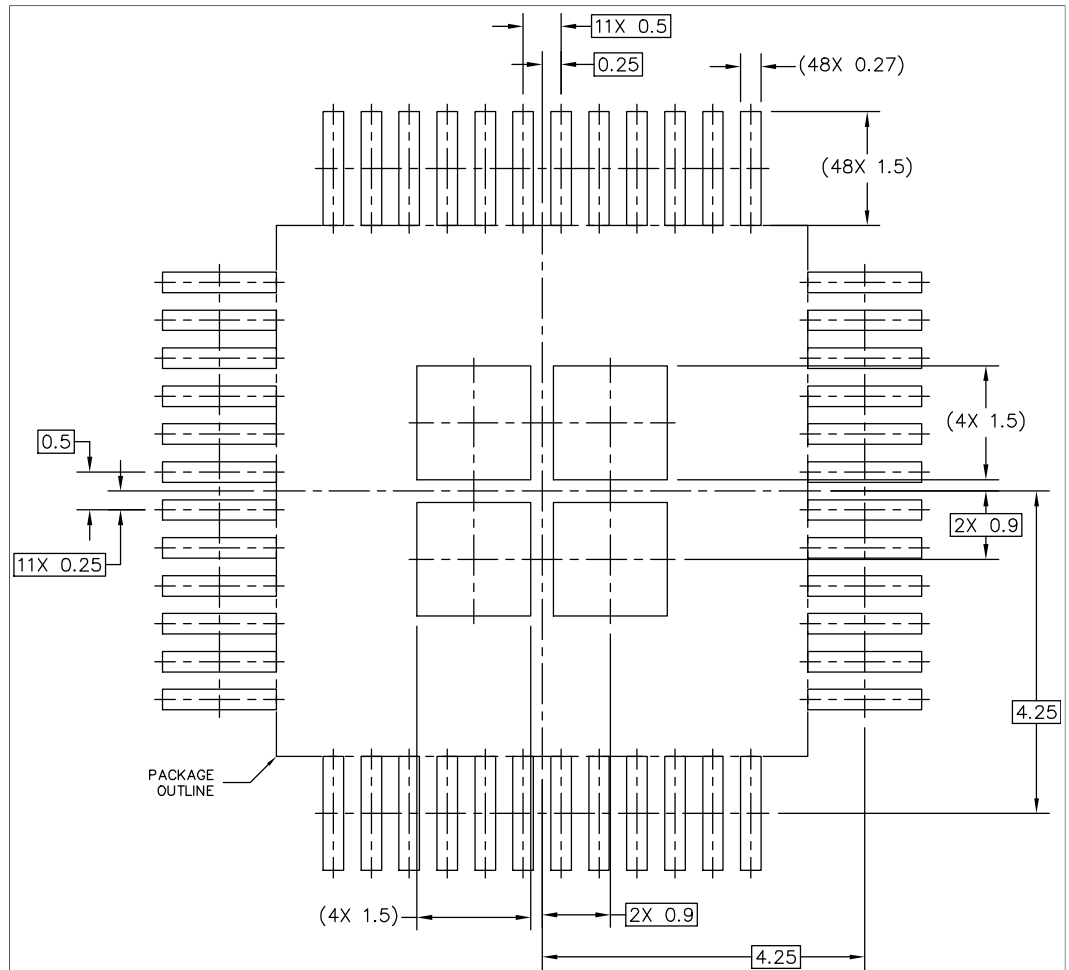 11X 0.5
0.25
(48X 0.27)
(48X 1.5)
0.5
(4X 1.5)
2X 0.9
11X 0.25
4.25
PACKAGE
OUTLINE
(4X 1.5)
2X 0.9
4.25